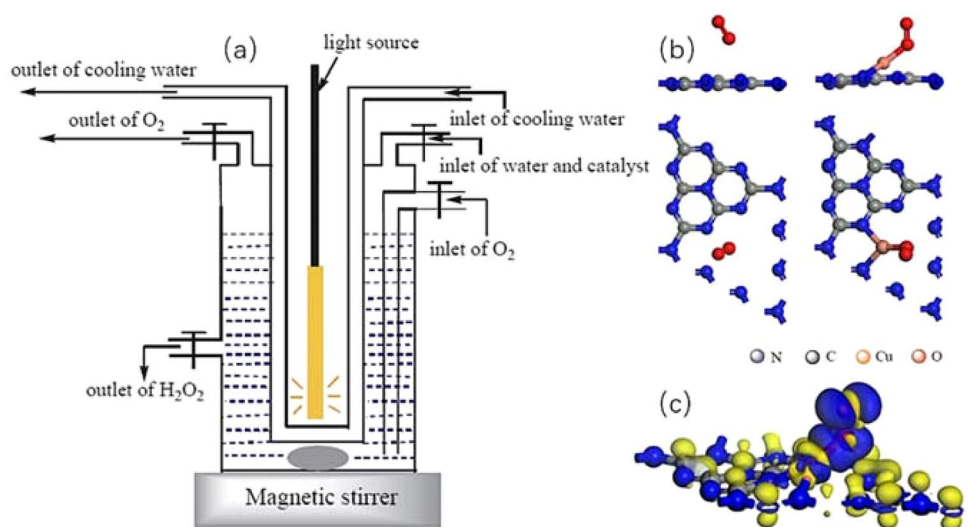 (a)
light source
outlet of cooling water
outlet of O₂
inlet of cooling water
inlet of water and catalyst
inlet of O₂
outlet of H₂O₂
Magnetic stirrer
(b)
N C Cu O
(c)